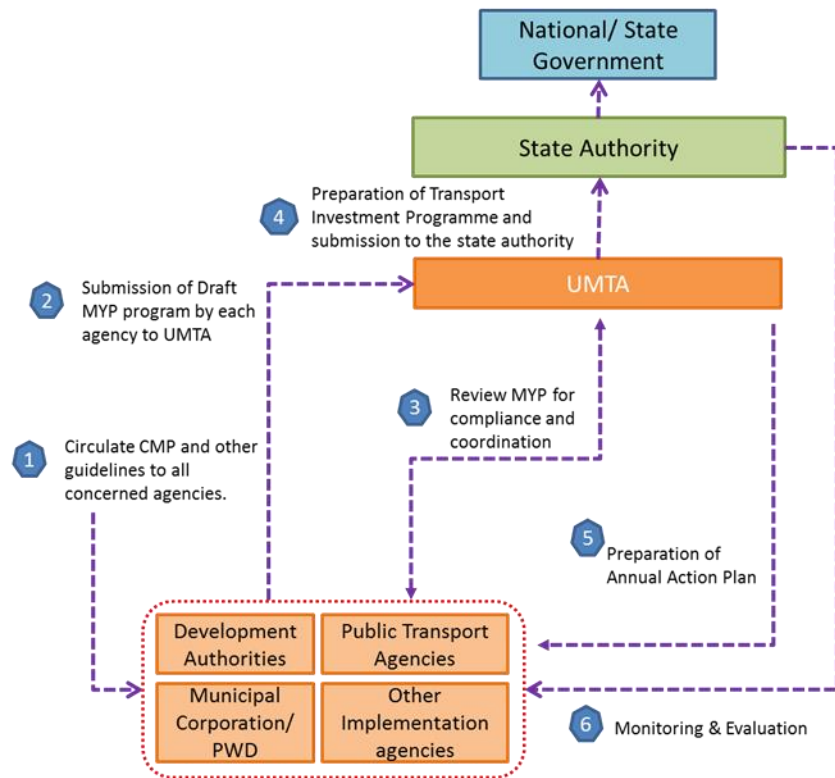 National/ State
Government
State Authority
4
Preparation of Transport
Investment Programme and
submission to the state authority
UMTA
2
Submission of Draft
MYP program by each
agency to UMTA
3
Review MYP for
compliance and
coordination
1
Circulate CMP and other
guidelines to all
concerned agencies.
5
Preparation of
Annual Action Plan
Development
Authorities
Public Transport
Agencies
Municipal
Corporation/
PWD
Other
Implementation
agencies
6
Monitoring & Evaluation